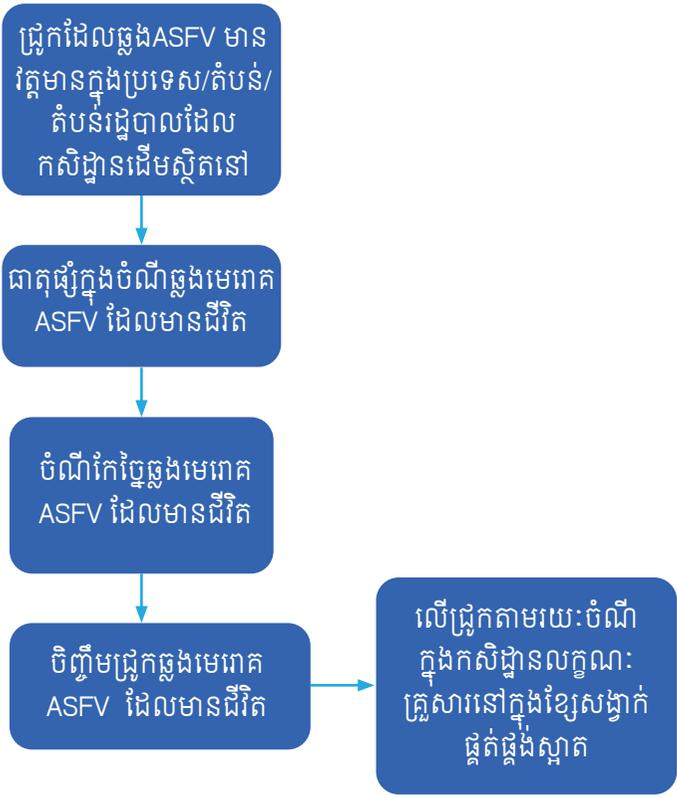 ជ្រូកដែលឆ្លងASFV មាន
វត្តមានក្នុងប្រទេស/តំបន់/
តំបន់រដ្ឋបាលដែល
កសិដ្ឋានដើមស្ថិតនៅ
ធាតុផ្សំក្នុងចំណីឆ្លងមេរោគ
ASFV ដែលមានជីវិត
ចំណីកែច្នៃឆ្លងមេរោគ
ASFV ដែលមានជីវិត
ចិញ្ចឹមជ្រូកឆ្លងមេរោគ
ASFV ដែលមានជីវិត
លើជ្រូកតាមរយៈចំណី
ក្នុងកសិដ្ឋានលក្ខណៈ
គ្រួសារនៅក្នុងខ្សែសង្វាក់
ផ្គត់ផ្គង់ស្អាត